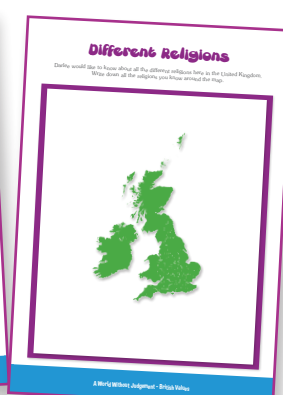 Different Religions
would like to know about all the different religions here in the United Kingdom.
Write down all the religions you know around the map.
A World Without Judgement - British Values